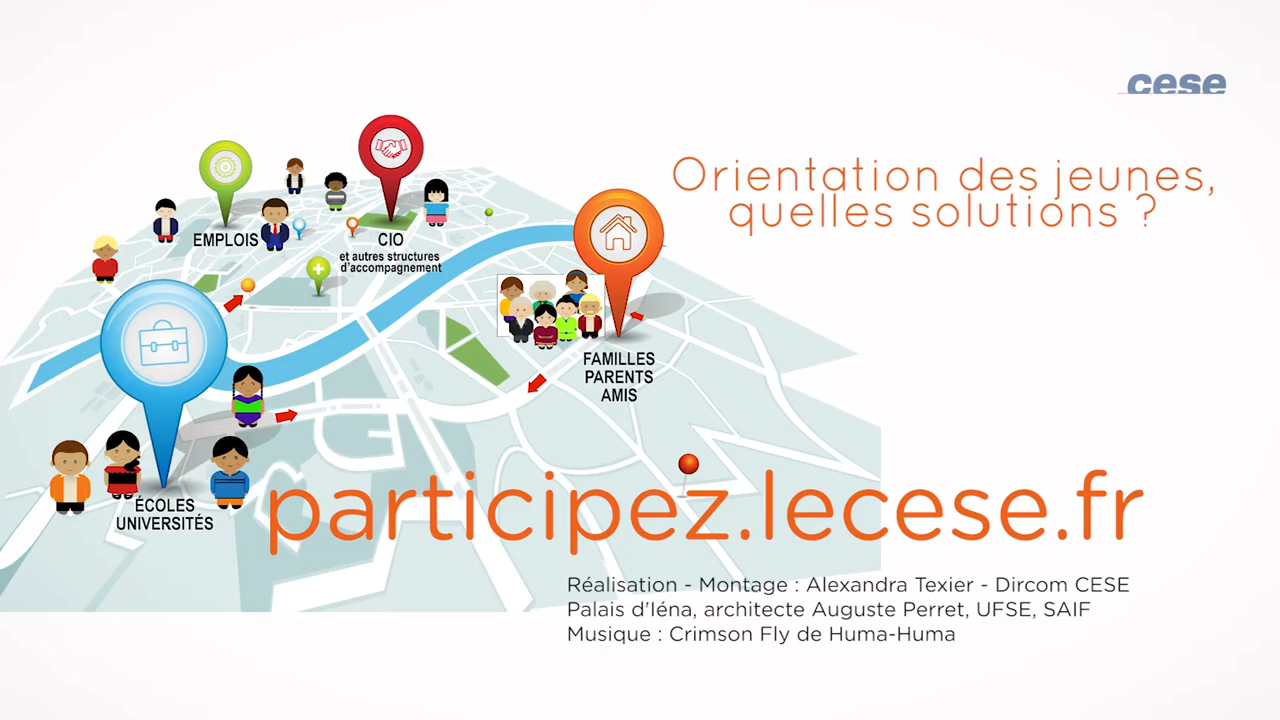 cese
Orientation des jeunes,
quelles solutions ?
EMPLOIS
CIO
et autres structures
d'accompagnement
FAMILLES
PARENTS
AMIS
ÉCOLES
UNIVERSITÉS
participez.lecese.fr
Réalisation - Montage : Alexandra Texier - Dircom CESE
Palais d'Iéna, architecte Auguste Perret, UFSE, SAIF
Musique : Crimson Fly de Huma-Huma